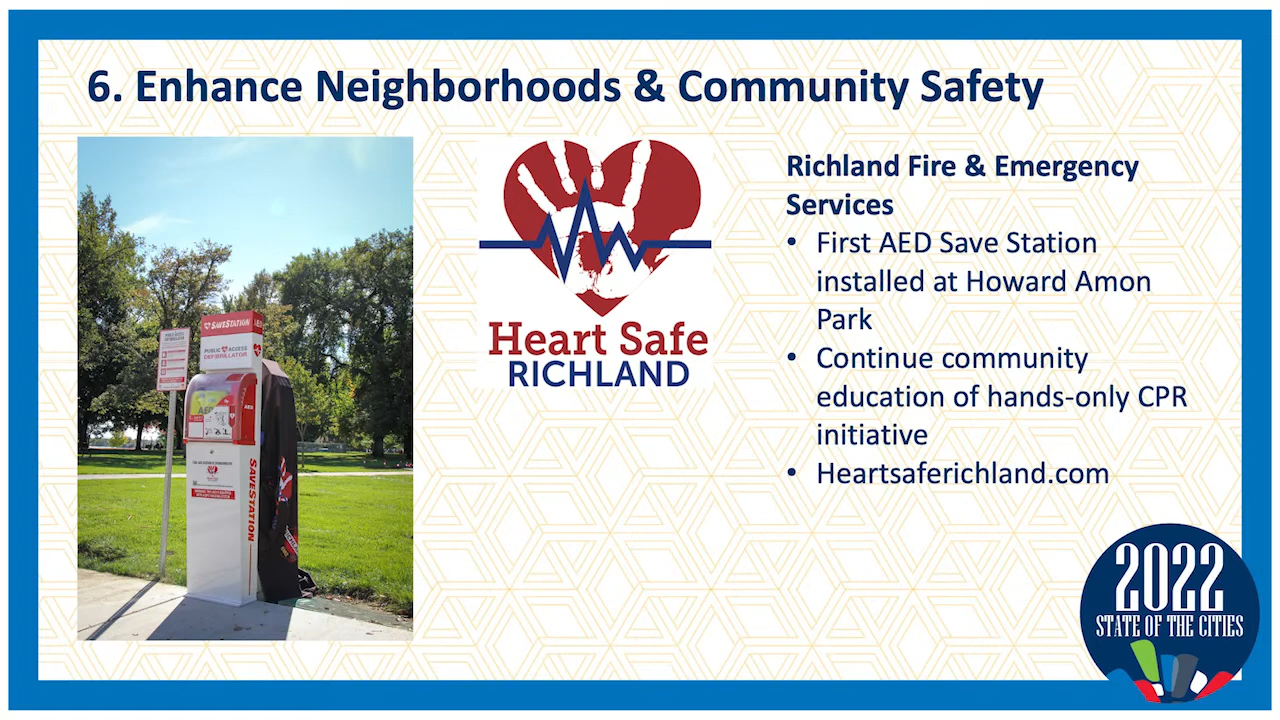 6. Enhance Neighborhoods & Community Safety
SAVESTATION
AED
PUBLIC ACCESS
DEFIBRILLATOR
AED
AED
SAVESTATION
Heart Safe
RICHLAND
Richland Fire & Emergency
Services
• First AED Save Station
installed at Howard Amon
Park
• Continue community
education of hands-only CPR
initiative
• Heartsaferichland.com
2022
STATE OF THE CITIES